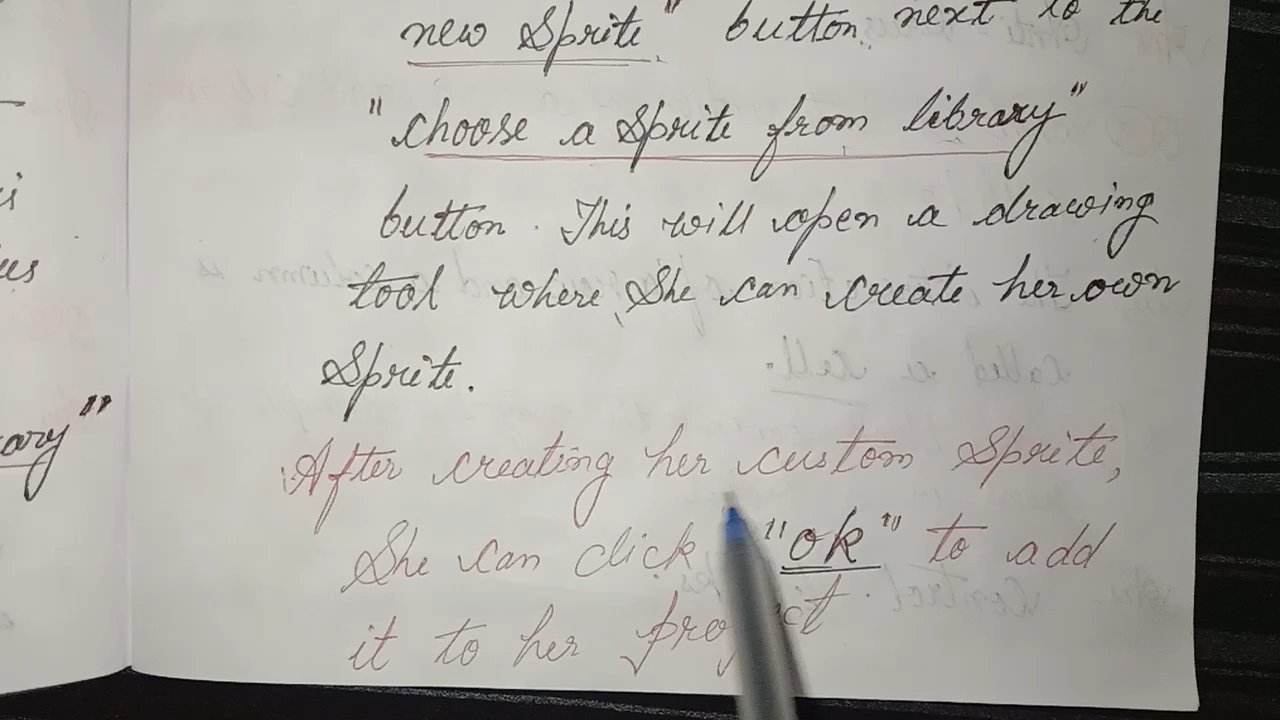 new Sprite" button next to the
"choose a Sprite from library"
button. This will open a drawing
tool where, She can create her own
Sprite.
ary"
After creating her custom Sprite,
She can click "ok" to add
it to her project